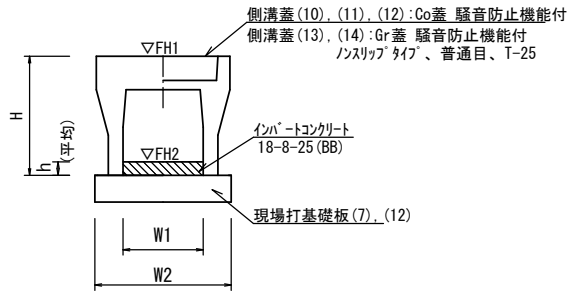 側溝蓋(10), (11), (12):Co蓋 騒音防止機能付
側溝蓋(13), (14):Gr蓋 騒音防止機能付
ﾉﾝｽﾘｯﾌﾟﾀｲﾌﾟ、普通目、T-25
▽FH1
H
h
(平均)
▽FH2
ｲﾝﾊﾞｰﾄｺﾝｸﾘｰﾄ
18-8-25(BB)
現場打基礎板(7), (12)
W1
W2